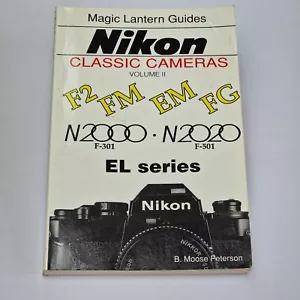 Magic Lantern Guides
Nikon
CLASSIC CAMERAS
VOLUME II
F2 FM EM FG
N2000 · N2020
F-301 F-501
EL series
Nikon
B. Moose Peterson